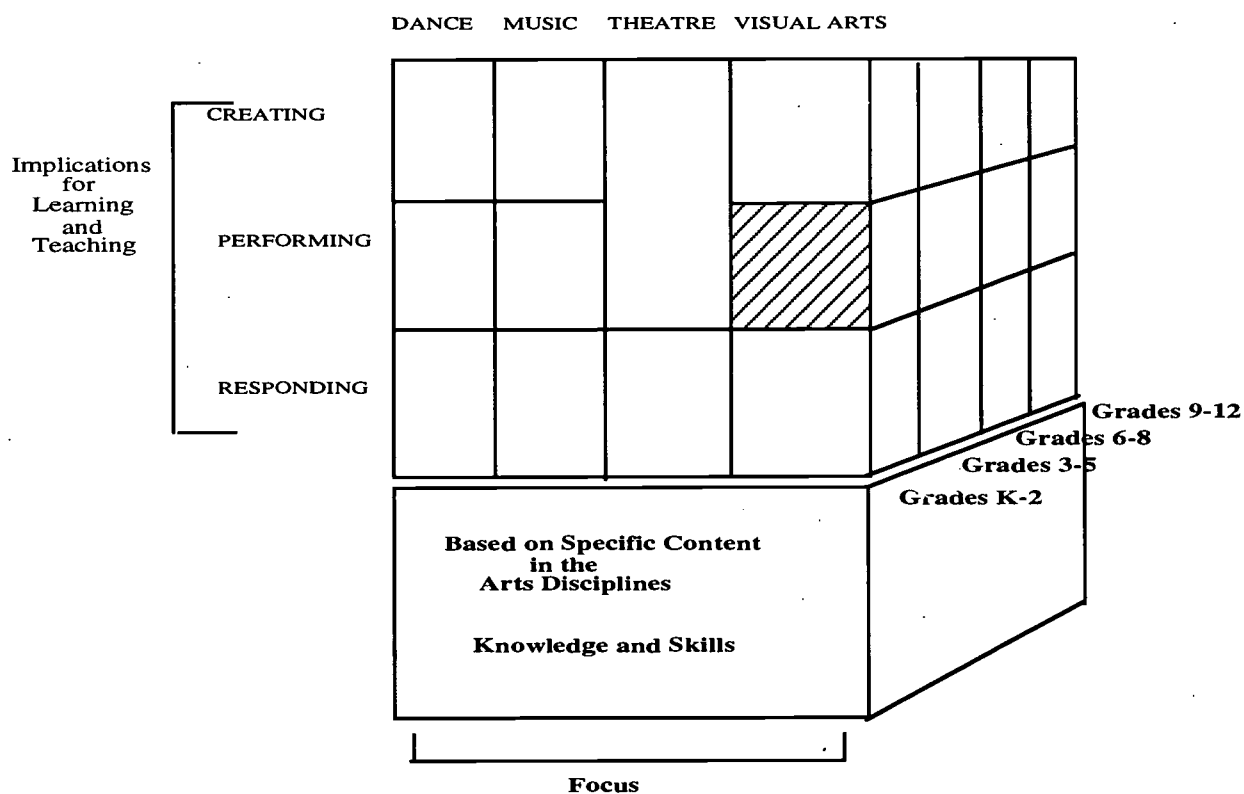 DANCE MUSIC THEATRE VISUAL ARTS
CREATING
Implications
for
Learning
and
Teaching
PERFORMING
RESPONDING
Grades 9-12
Grades 6-8
Grades 3-5
Grades K-2
Based on Specific Content
in the
Arts Disciplines
Knowledge and Skills
Focus